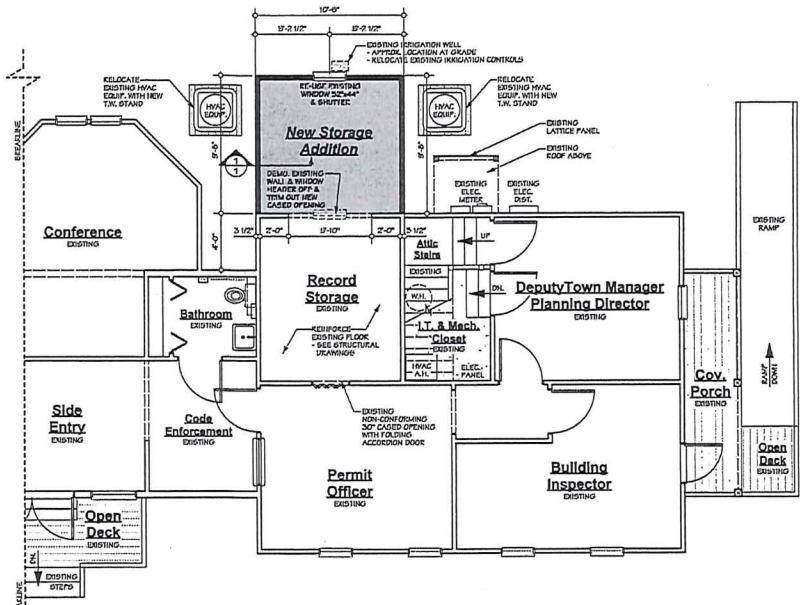 10'-6"
EXISTING IRRIGATION WELL
- APPROX. LOCATION AT GRADE
- RELOCATE EXISTING IRRIGATION CONTROLS
RELOCATE
EXISTING HVAC
EQUIP. WITH NEW
T.W. STAND
HVAC
EQUIP.
RE-USE EXISTING
WINDOW 32"x44"
& SHUTTER
HVAC
EQUIP.
RELOCATE
EXISTING HVAC
EQUIP. WITH NEW
T.W. STAND
BREAKLINE
New Storage
Addition
1
1
EXISTING
LATTICE PANEL
EXISTING
ROOF ABOVE
DEMO. EXISTING
WALL & WINDOW
HEADER OFF &
TRIM OUT NEW
CASED OPENING
EXISTING
ELEC.
METER
EXISTING
ELEC.
DIST.
EXISTING
RAMP
Conference
EXISTING
4'-0"
3 1/2"
2'-0"
2'-0"
3 1/2"
Attic
Stairs
EXISTING
UP
Record
Storage
EXISTING
W.H.
DN.
DeputyTown Manager
Planning Director
EXISTING
Bathroom
EXISTING
REINFORCE
EXISTING FLOOR
- SEE STRUCTURAL
DRAWINGS
I.T. & Mech.
Closet
EXISTING
HVAC
A.H.
ELEC.
PANEL
RAMP
DOWN
Cov.
Porch
EXISTING
Side
Entry
EXISTING
Code
Enforcement
EXISTING
EXISTING
NON-CONFORMING
30" CASED OPENING
WITH FOLDING
ACCORDION DOOR
Permit
Officer
EXISTING
Building
Inspector
EXISTING
Open
Deck
EXISTING
Open
Deck
EXISTING
DN.
EXISTING
STEPS